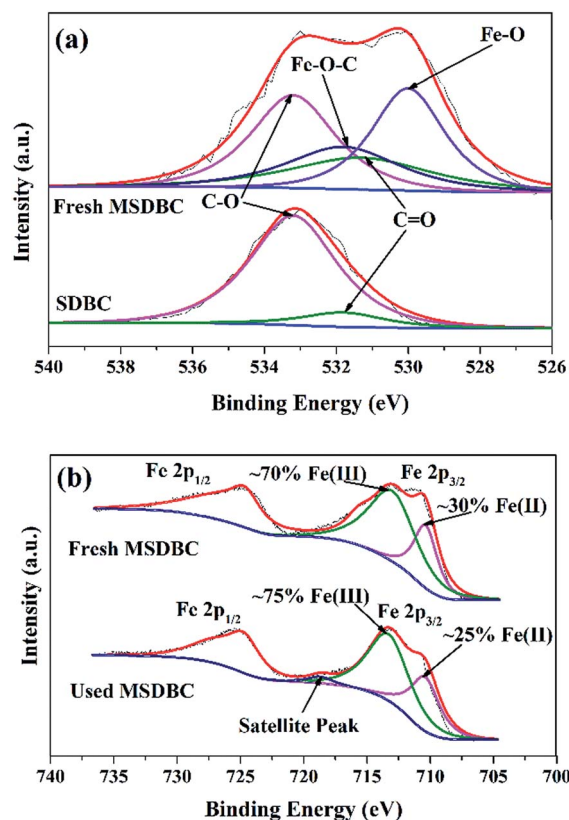 (a)
Fe-O
Fe-O-C
Intensity (a.u.)
Fresh MSDBC
C-O
C=O
SDBC
540 538 536 534 532 530 528 526
Binding Energy (eV)
(b)
Fe 2p1/2
~70% Fe(III)
Fe 2p3/2
~30% Fe(II)
Intensity (a.u.)
Fresh MSDBC
Fe 2p1/2
~75% Fe(III)
Fe 2p3/2
~25% Fe(II)
Used MSDBC
Satellite Peak
740 735 730 725 720 715 710 705 700
Binding Energy (eV)